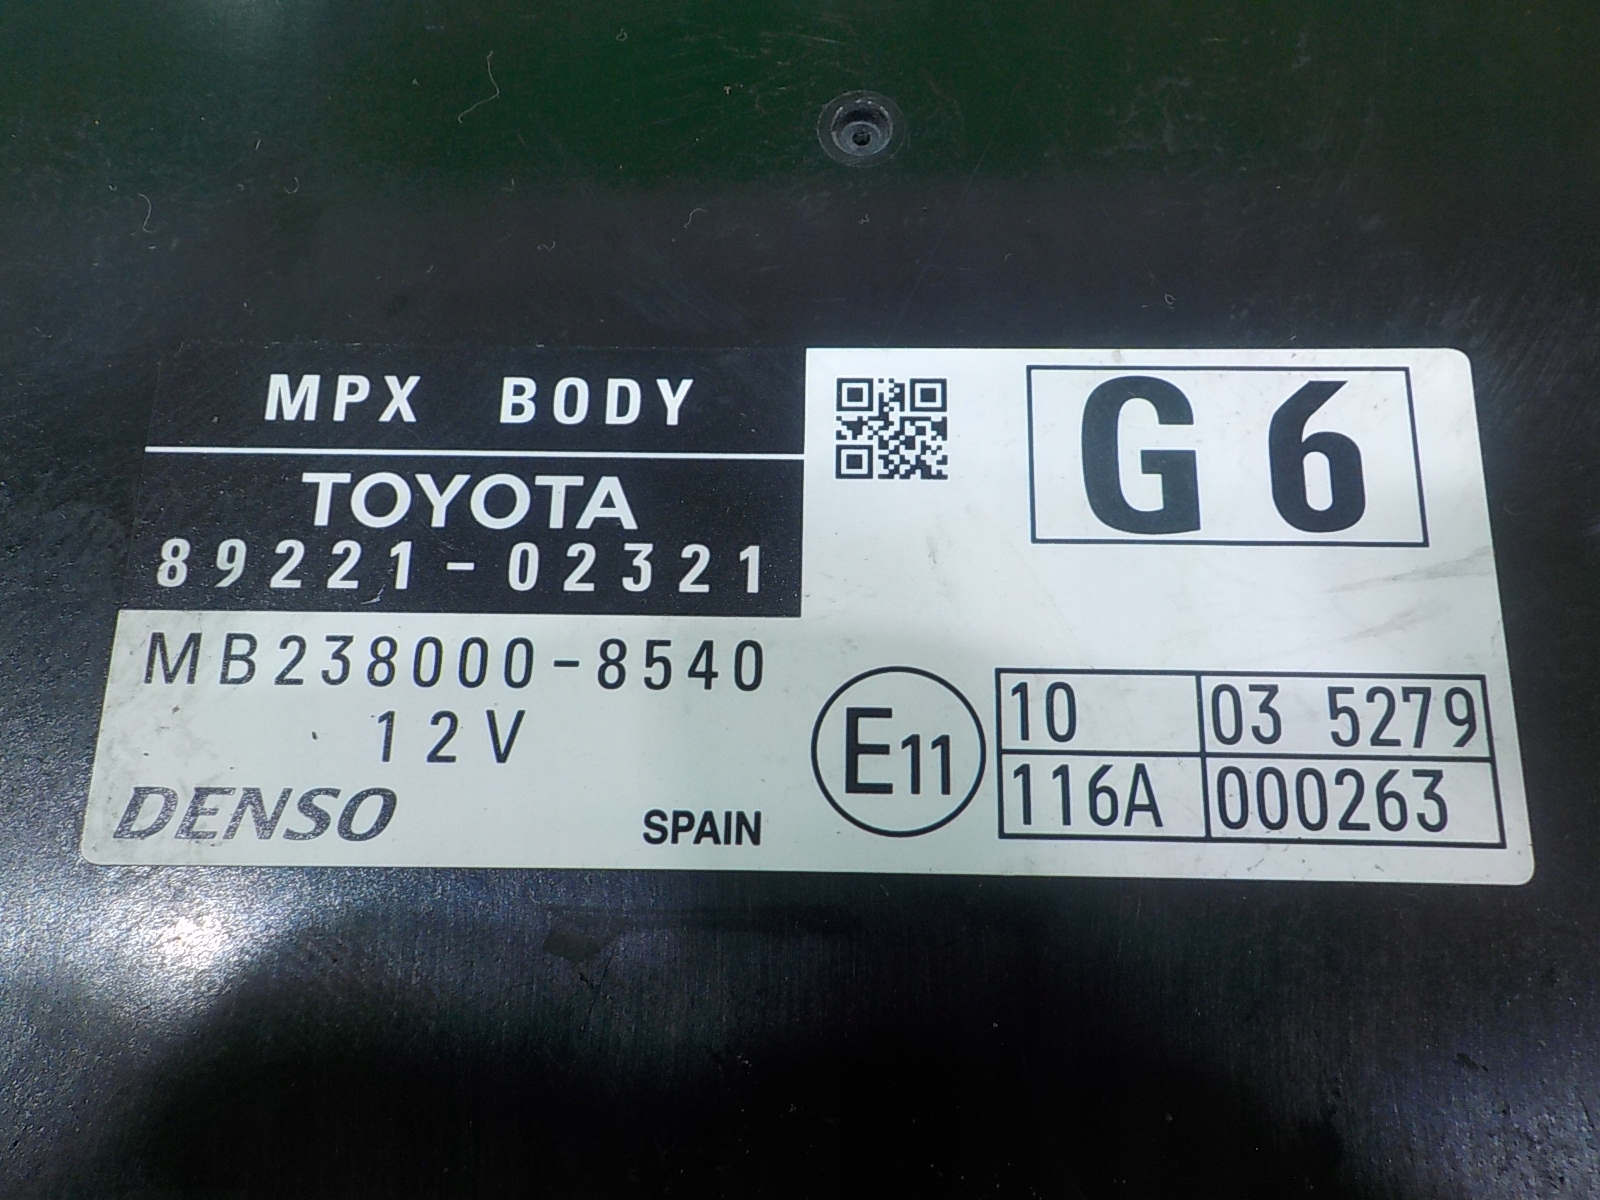 MPX BODY
TOYOTA
89221-02321
MB238000-8540
12V
DENSO
SPAIN
G6
E11
10 03 5279
116A 000263